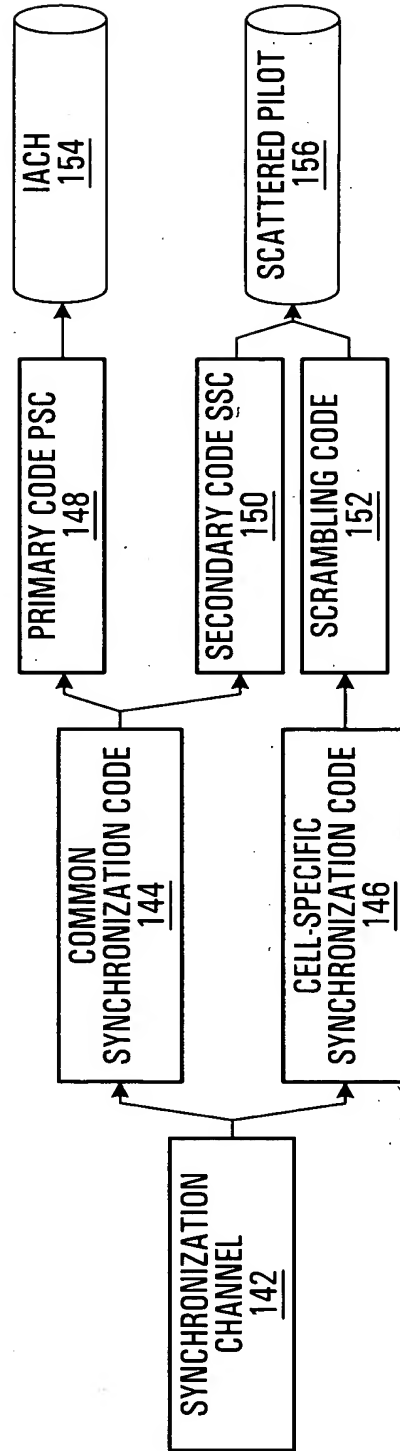 SYNCHRONIZATION
CHANNEL
142
COMMON
SYNCHRONIZATION CODE
144
CELL-SPECIFIC
SYNCHRONIZATION CODE
146
PRIMARY CODE PSC
148
SECONDARY CODE SSC
150
SCRAMBLING CODE
152
IACH
154
SCATTERED PILOT
156